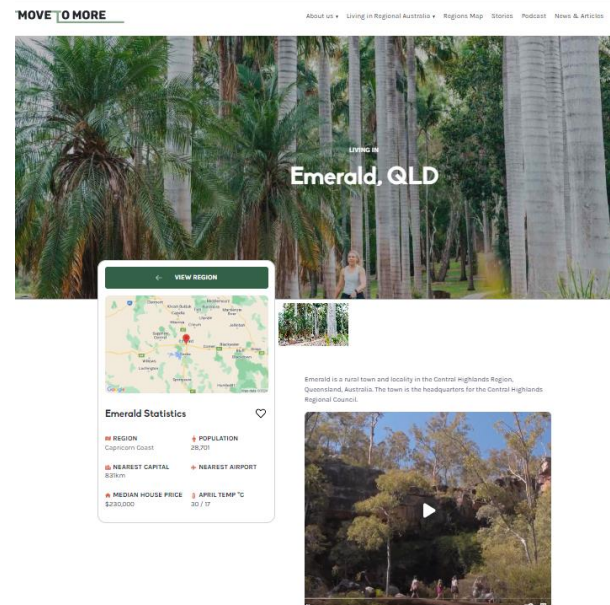 MOVE TO MORE
About us Living in Regional Australia Regions Map Stories Podcast News & Articles
LIVING IN
Emerald, QLD
← VIEW REGION
Google
Emerald is a rural town and locality in the Central Highlands Region,
Queensland, Australia. The town is the headquarters for the Central Highlands
Regional Council.
Emerald Statistics
REGION
Capricorn Coast
POPULATION
28,701
NEAREST CAPITAL
831km
NEAREST AIRPORT
MEDIAN HOUSE PRICE
$230,000
APRIL TEMP °C
30 / 17